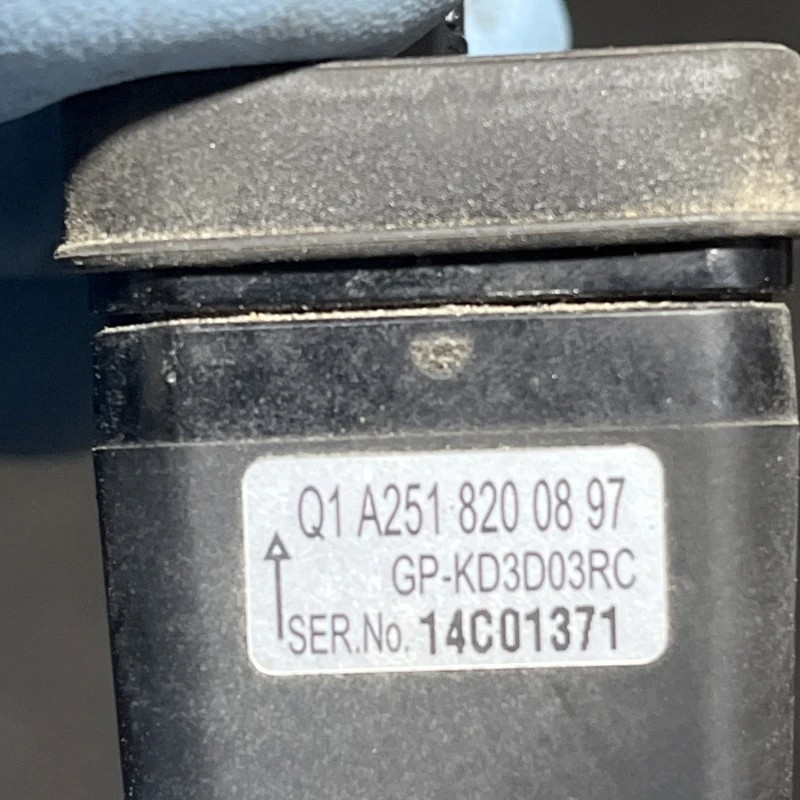 Q1 A251 820 08 97
GP-KD3D03RC
SER.No. 14C01371